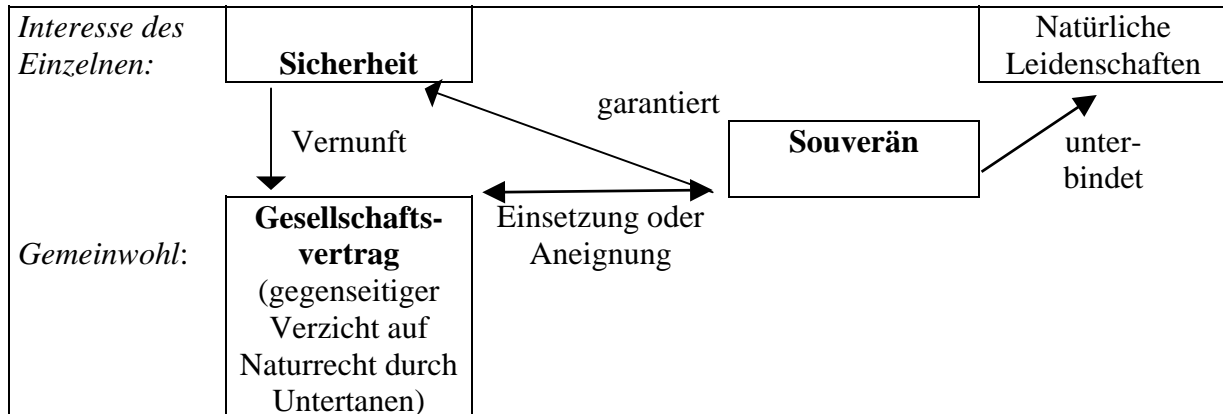 Interesse des
Einzelnen:
Sicherheit
Natürliche
Leidenschaften
garantiert
Vernunft
Souverän
unter-
bindet
Einsetzung oder
Aneignung
Gemeinwohl:
Gesellschafts-
vertrag
(gegenseitiger
Verzicht auf
Naturrecht durch
Untertanen)